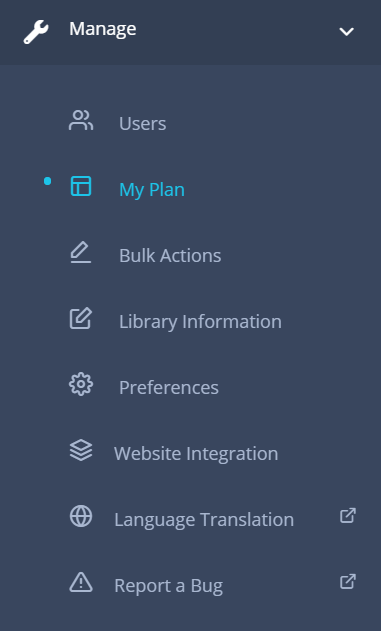 Manage
Users
My Plan
Bulk Actions
Library Information
Preferences
Website Integration
Language Translation
Report a Bug